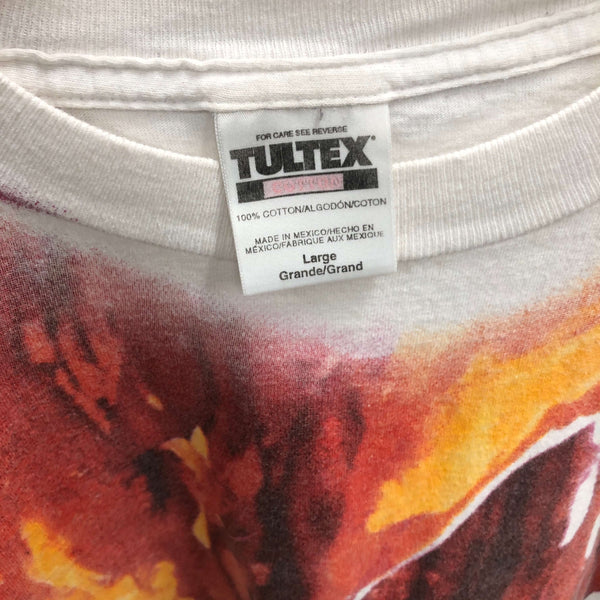 FOR CARE SEE REVERSE
TULTEX®
100% COTTON/ALGODÓN/COTON
MADE IN MEXICO/HECHO EN
MÉXICO/FABRIQUE AUX MEXIQUE
Large
Grande/Grand